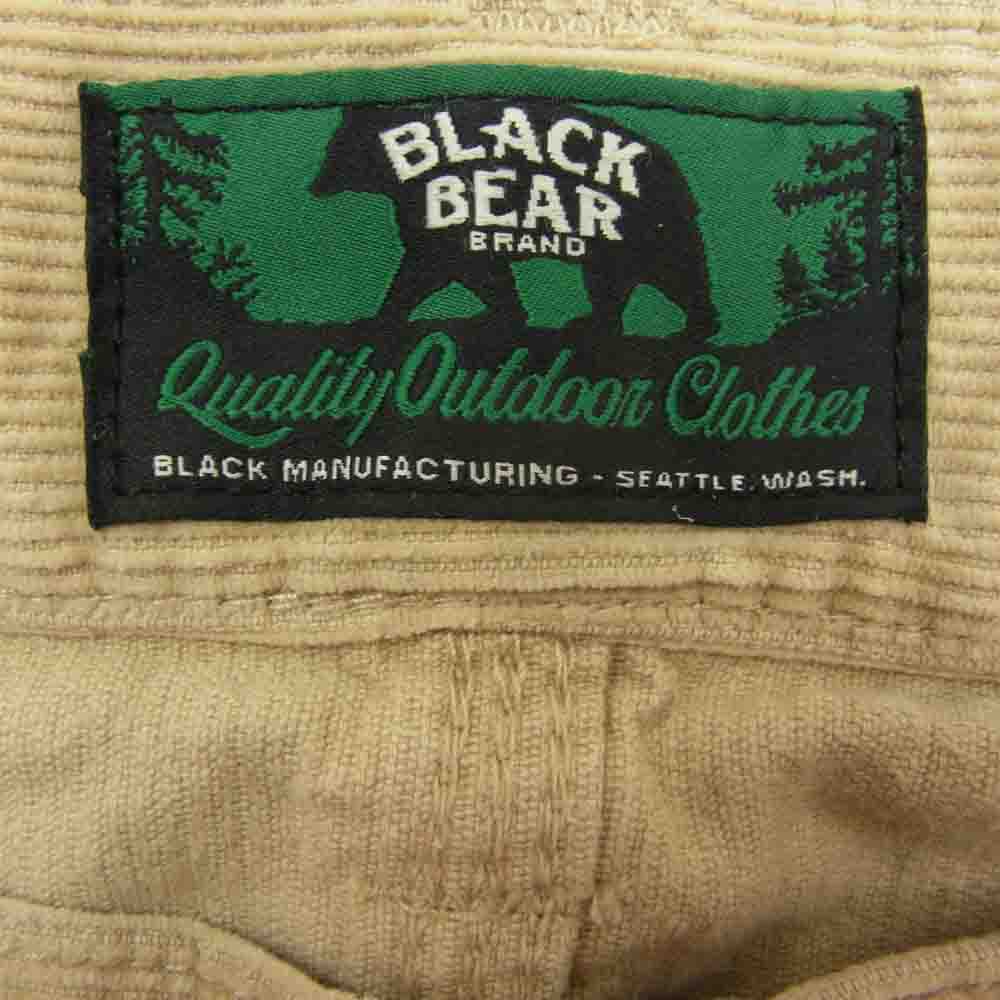 BLACK
BEAR
BRAND
Quality Outdoor Clothes
BLACK MANUFACTURING - SEATTLE, WASH.